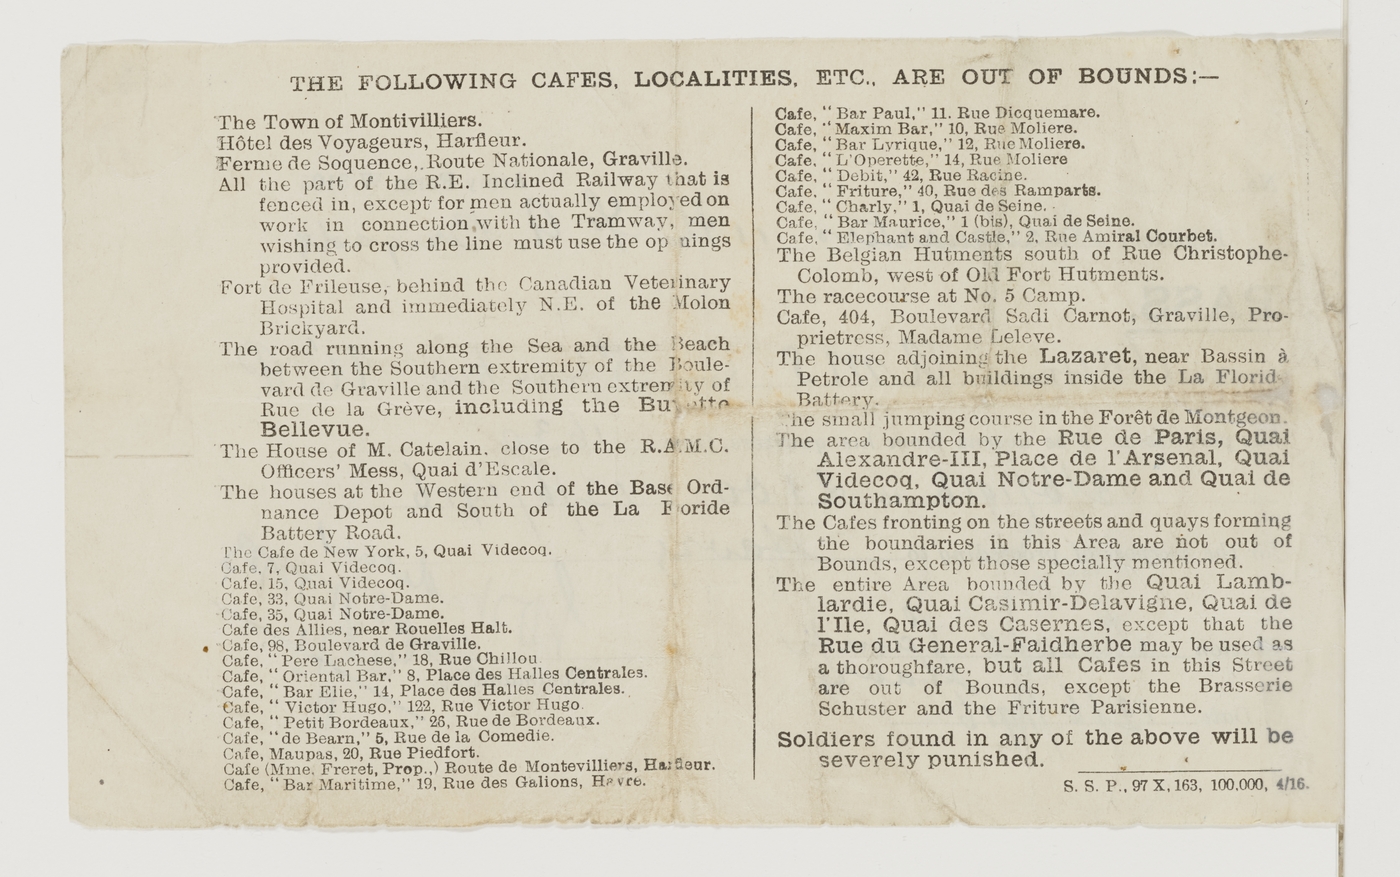 THE FOLLOWING CAFES, LOCALITIES, ETC., ARE OUT OF BOUNDS:—
The Town of Montivilliers.
Hôtel des Voyageurs, Harfleur.
Ferme de Soquence, Route Nationale, Graville.
All the part of the R.E. Inclined Railway that is
fenced in, except for men actually employed on
work in connection with the Tramway, men
wishing to cross the line must use the op nings
provided.
Fort de Frileuse, behind the Canadian Veterinary
Hospital and immediately N.E. of the Molon
Brickyard.
The road running along the Sea and the Beach
between the Southern extremity of the Boule-
vard de Graville and the Southern extremity of
Rue de la Grève, including the
Bellevue.
The House of M. Catelain, close to the R.A.M.C.
Officers' Mess, Quai d'Escale.
The houses at the Western end of the Base Ord-
nance Depot and South of the La Floride
Battery Road.
The Cafe de New York, 5, Quai Videcoq.
Cafe, 7, Quai Videcoq.
Cafe, 15, Quai Videcoq.
Cafe, 33, Quai Notre-Dame.
Cafe, 35, Quai Notre-Dame.
Cafe des Allies, near Rouelles Halt.
Cafe, 98, Boulevard de Graville.
Cafe, "Pere Lachese," 18, Rue Chillou
Cafe, "Oriental Bar," 8, Place des Halles Centrales.
Cafe, "Bar Elie," 14, Place des Halles Centrales.
Cafe, "Victor Hugo," 122, Rue Victor Hugo
Cafe, "Petit Bordeaux," 26, Rue de Bordeaux.
Cafe, "de Bearn," 5, Rue de la Comedie.
Cafe, Maupas, 20, Rue Piedfort.
Cafe (Mme. Freret, Prop.,) Route de Montevilliers, Harfleur.
Cafe, "Bar Maritime," 19, Rue des Galions, Havre.
Cafe, "Bar Paul," 11. Rue Dicquemare.
Cafe, "Maxim Bar," 10, Rue Moliere.
Cafe, "Bar Lyrique," 12, Rue Moliere.
Cafe, "L'Operette," 14, Rue Moliere
Cafe, "Debit," 42, Rue Racine.
Cafe, "Friture," 40, Rue des Ramparts.
Cafe, "Charly," 1, Quai de Seine.
Cafe, "Bar Maurice," 1 (bis), Quai de Seine.
Cafe, "Elephant and Castle," 2, Rue Amiral Courbet.
The Belgian Hutments south of Rue Christophe-
Colomb, west of Old Fort Hutments.
The racecourse at No. 5 Camp.
Cafe, 404, Boulevard Sadi Carnot, Graville, Pro-
prietress, Madame Leleve.
The house adjoining the Lazaret, near Bassin à
Petrole and all buildings inside the La Florid
Battery.
The small jumping course in the Forêt de Montgeon.
The area bounded by the Rue de Paris, Quai
Alexandre-III, Place de l'Arsenal, Quai
Videcoq, Quai Notre-Dame and Quai de
Southampton.
The Cafes fronting on the streets and quays forming
the boundaries in this Area are not out of
Bounds, except those specially mentioned.
The entire Area bounded by the Quai Lamb-
lardie, Quai Casimir-Delavigne, Quai de
l'Ile, Quai des Casernes, except that the
Rue du General-Faidherbe may be used as
a thoroughfare, but all Cafes in this Street
are out of Bounds, except the Brasserie
Schuster and the Friture Parisienne.
Soldiers found in any of the above will be
severely punished.
S. S. P., 97 X, 163, 100,000, 4/16.